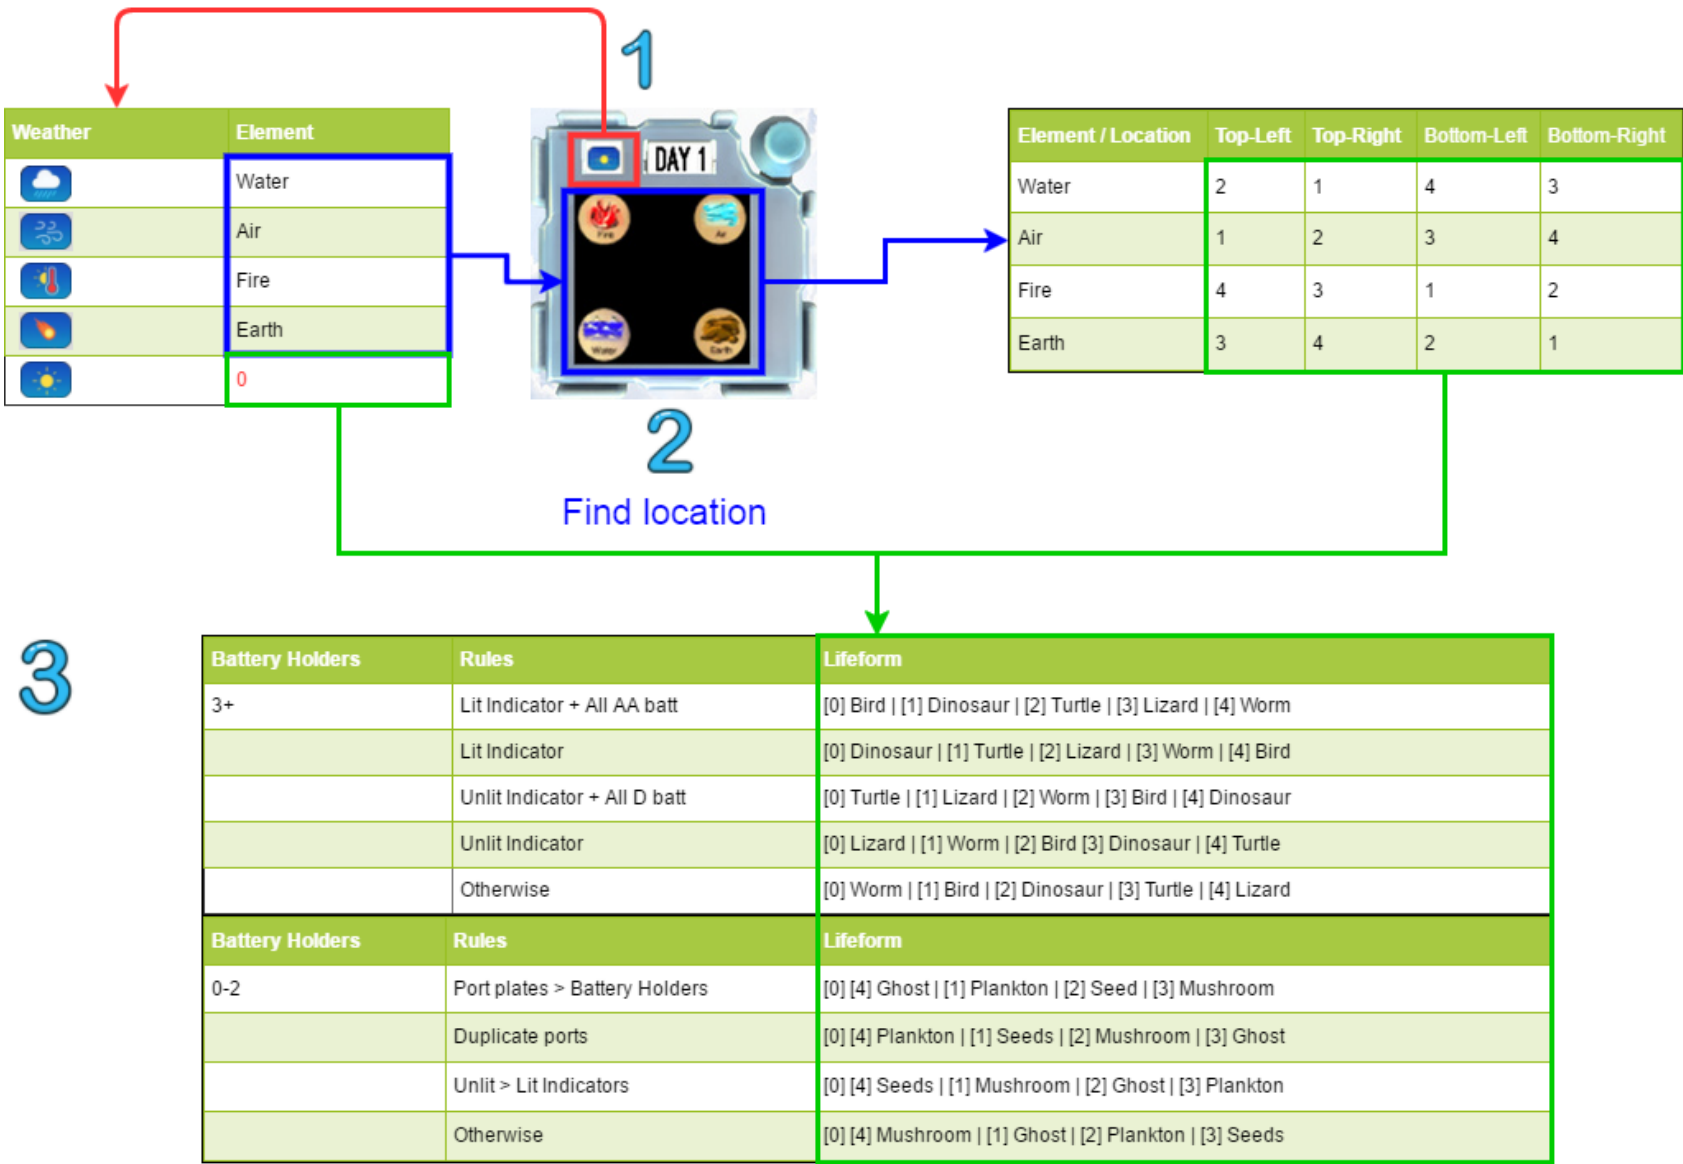 1
Weather Element
Water
Air
Fire
Earth
0
DAY 1
Fire Air
Water Earth
2
Find location
Element / Location Top-Left Top-Right Bottom-Left Bottom-Right
Water 2 1 4 3
Air 1 2 3 4
Fire 4 3 1 2
Earth 3 4 2 1
3
Battery Holders Rules Lifeform
3+ Lit Indicator + All AA batt [0] Bird | [1] Dinosaur | [2] Turtle | [3] Lizard | [4] Worm
Lit Indicator [0] Dinosaur | [1] Turtle | [2] Lizard | [3] Worm | [4] Bird
Unlit Indicator + All D batt [0] Turtle | [1] Lizard | [2] Worm | [3] Bird | [4] Dinosaur
Unlit Indicator [0] Lizard | [1] Worm | [2] Bird [3] Dinosaur | [4] Turtle
Otherwise [0] Worm | [1] Bird | [2] Dinosaur | [3] Turtle | [4] Lizard
Battery Holders Rules Lifeform
0-2 Port plates > Battery Holders [0] [4] Ghost | [1] Plankton | [2] Seed | [3] Mushroom
Duplicate ports [0] [4] Plankton | [1] Seeds | [2] Mushroom | [3] Ghost
Unlit > Lit Indicators [0] [4] Seeds | [1] Mushroom | [2] Ghost | [3] Plankton
Otherwise [0] [4] Mushroom | [1] Ghost | [2] Plankton | [3] Seeds